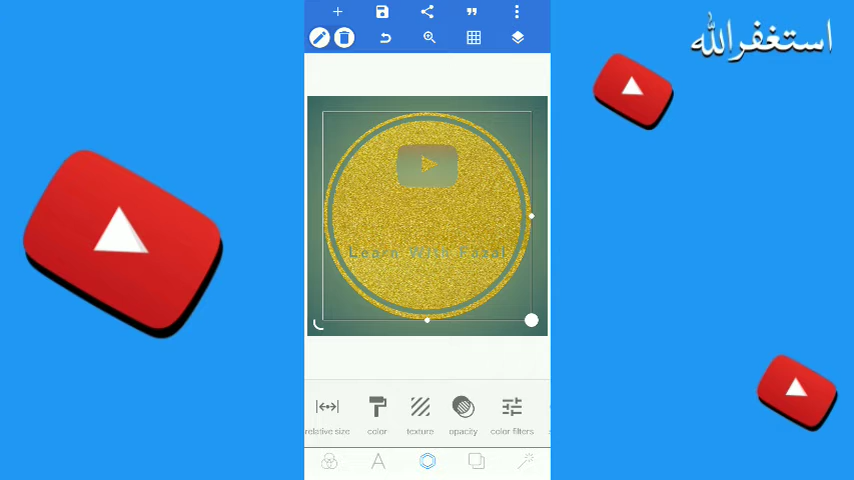 استغفرالله
Learn With Fazal
relative size
color
texture
opacity
color filters